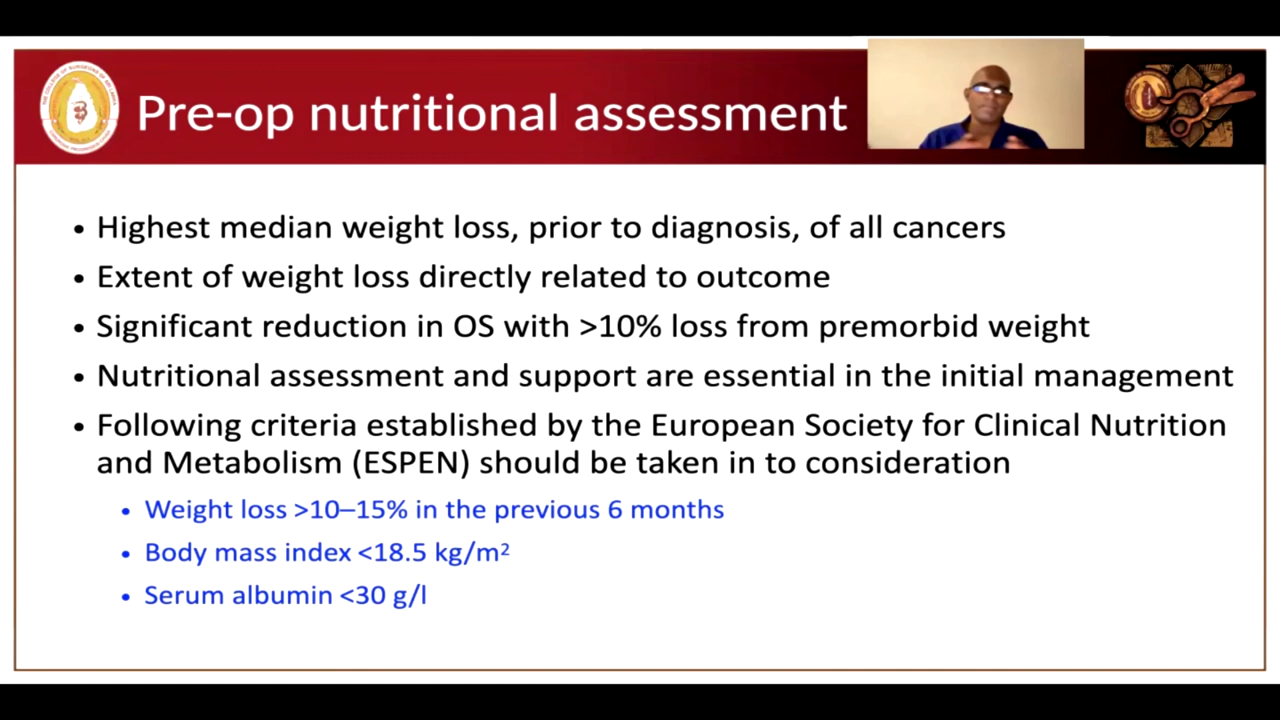 Pre-op nutritional assessment
• Highest median weight loss, prior to diagnosis, of all cancers
• Extent of weight loss directly related to outcome
• Significant reduction in OS with >10% loss from premorbid weight
• Nutritional assessment and support are essential in the initial management
• Following criteria established by the European Society for Clinical Nutrition
and Metabolism (ESPEN) should be taken in to consideration
• Weight loss >10–15% in the previous 6 months
• Body mass index <18.5 kg/m²
• Serum albumin <30 g/l